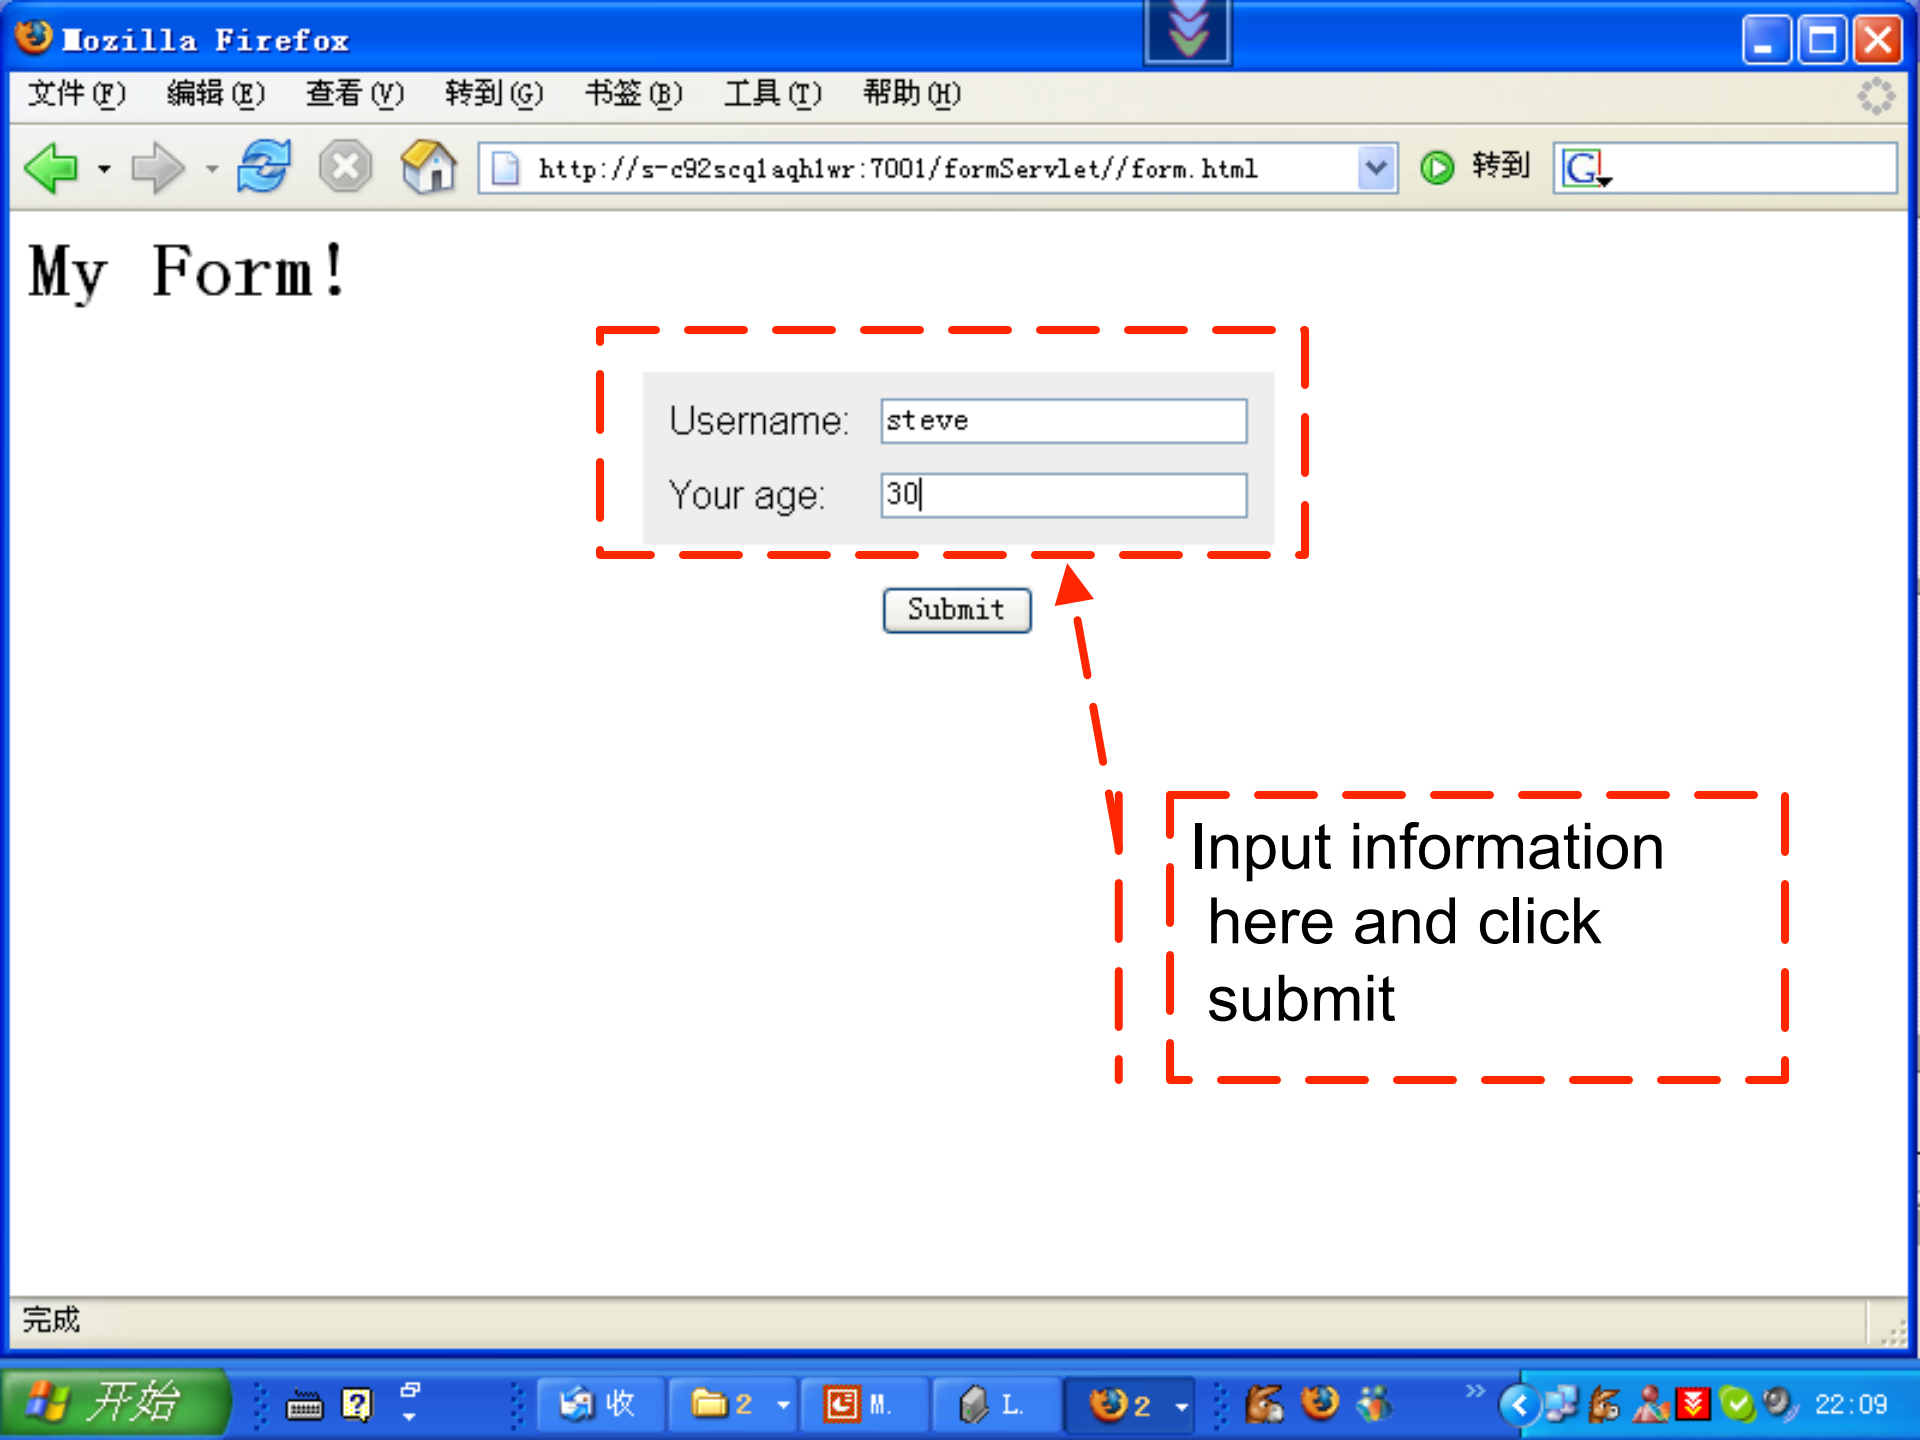 Mozilla Firefox
文件(F) 编辑(E) 查看(V) 转到(G) 书签(B) 工具(T) 帮助(H)
http://s-c92scqlaqhlwr:7001/formServlet//form.html 转到 G
My Form!
Username: steve
Your age: 30
Submit
Input information
here and click
submit
完成
开始 收 2 M. L. 2 22:09